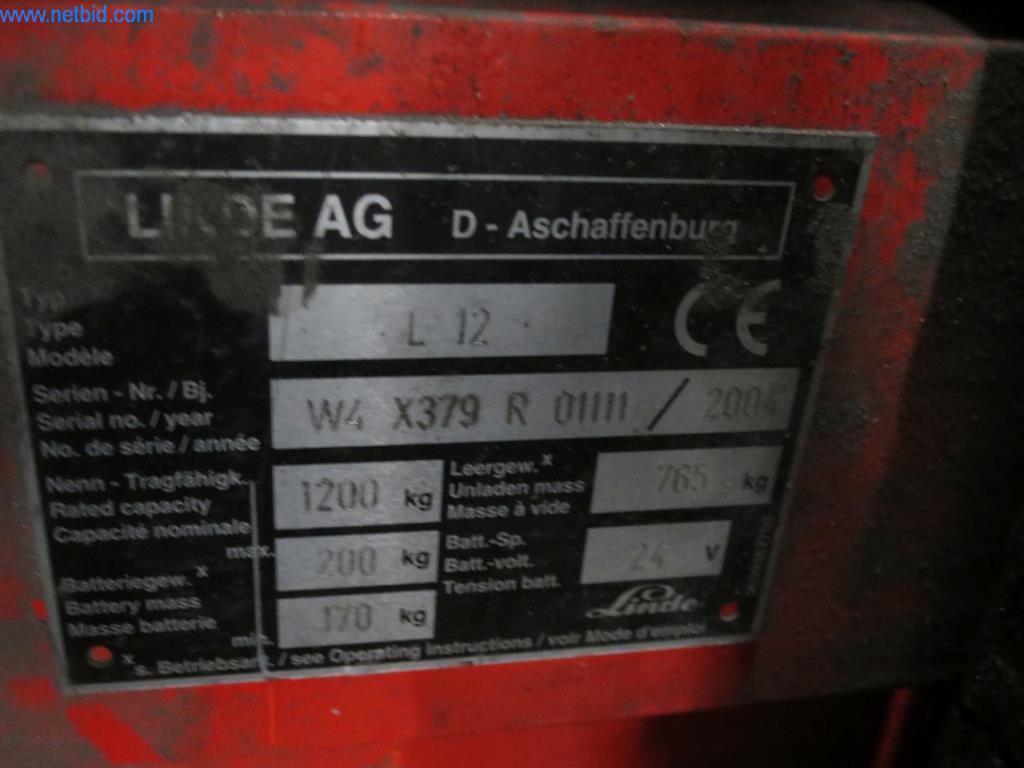 www.netbid.com
LINDE AG D - Aschaffenburg
Typ
Type
Modèle
L 12
CE
Serien - Nr. / Bj.
Serial no. / year
No. de série / année
W4 X379 R 01111 / 2004
Nenn - Tragfähigk.
Rated capacity
Capacité nominale
1200 kg
Leergew. x
Unladen mass
Masse à vide
765 kg
Batteriegew. x
Battery mass
Masse batterie
max. 200 kg
min. 170 kg
Batt.-Sp.
Batt.-volt.
Tension batt.
24 V
Linde
x s. Betriebsanl. / see Operating Instructions / voir Mode d'emploi